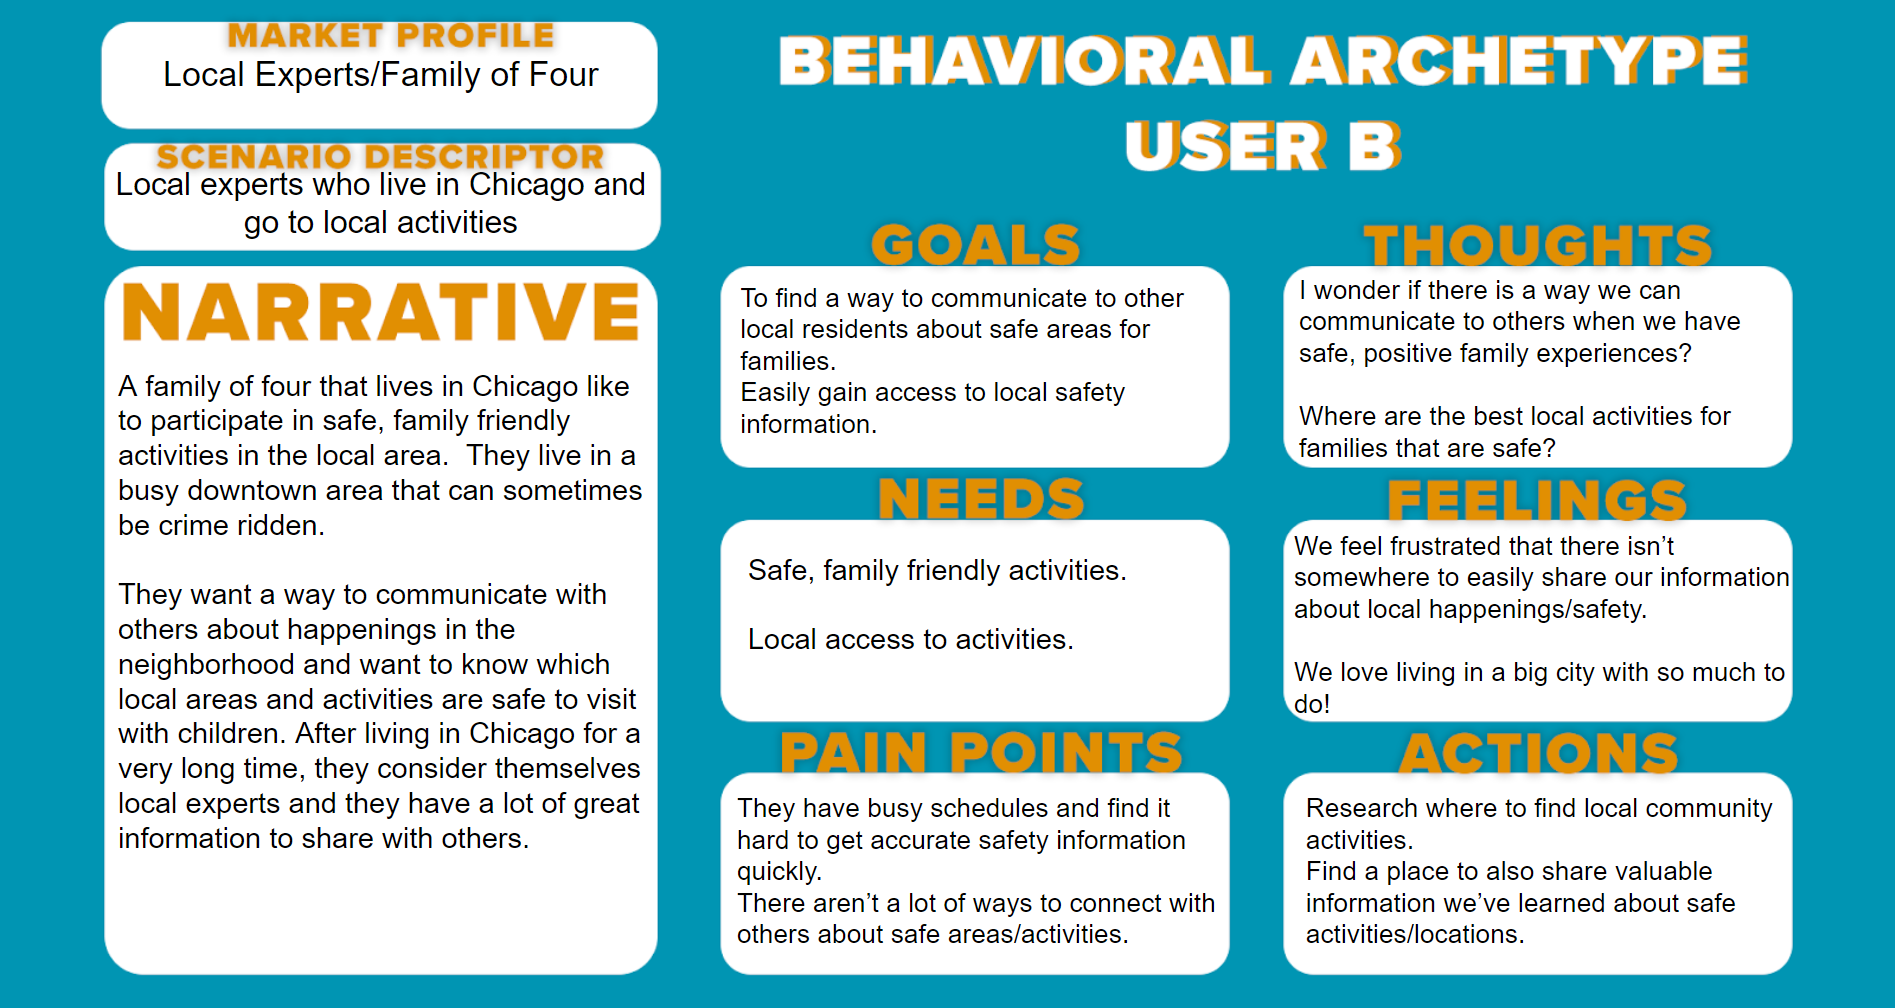 MARKET PROFILE
Local Experts/Family of Four
SCENARIO DESCRIPTOR
Local experts who live in Chicago and
go to local activities
NARRATIVE
A family of four that lives in Chicago like
to participate in safe, family friendly
activities in the local area.  They live in a
busy downtown area that can sometimes
be crime ridden.
They want a way to communicate with
others about happenings in the
neighborhood and want to know which
local areas and activities are safe to visit
with children. After living in Chicago for a
very long time, they consider themselves
local experts and they have a lot of great
information to share with others.
BEHAVIORAL ARCHETYPE
USER B
GOALS
To find a way to communicate to other
local residents about safe areas for
families.
Easily gain access to local safety
information.
THOUGHTS
I wonder if there is a way we can
communicate to others when we have
safe, positive family experiences?
Where are the best local activities for
families that are safe?
NEEDS
Safe, family friendly activities.
Local access to activities.
FEELINGS
We feel frustrated that there isn’t
somewhere to easily share our information
about local happenings/safety.
We love living in a big city with so much to
do!
PAIN POINTS
They have busy schedules and find it
hard to get accurate safety information
quickly.
There aren’t a lot of ways to connect with
others about safe areas/activities.
ACTIONS
Research where to find local community
activities.
Find a place to also share valuable
information we’ve learned about safe
activities/locations.